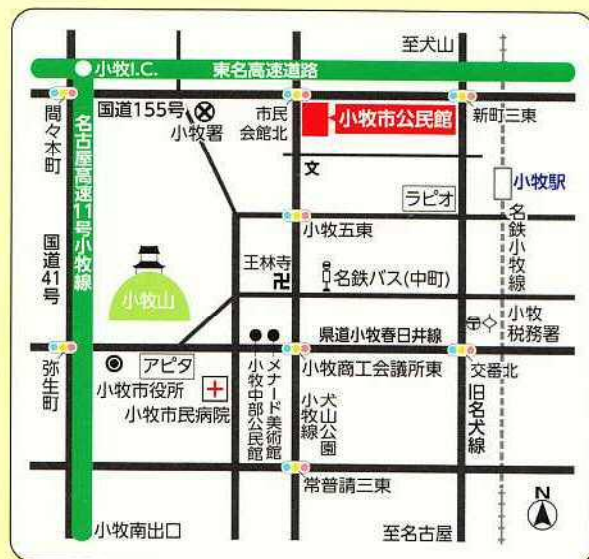 至犬山
小牧I.C.
東名高速道路
間々本町
国道155号
小牧署
市民
会館北
小牧市公民館
新町三東
名古屋高速11号小牧線
文
ラピオ
小牧駅
名鉄小牧線
小牧五東
国道41号
小牧山
王林寺
卍
名鉄バス(中町)
小牧
税務署
県道小牧春日井線
弥生町
アピタ
小牧市役所
小牧市民病院
小牧中部公民館
メナード美術館
小牧商工会議所東
犬山公園
小牧線
交番北
旧名犬線
常普請三東
小牧南出口
至名古屋
N